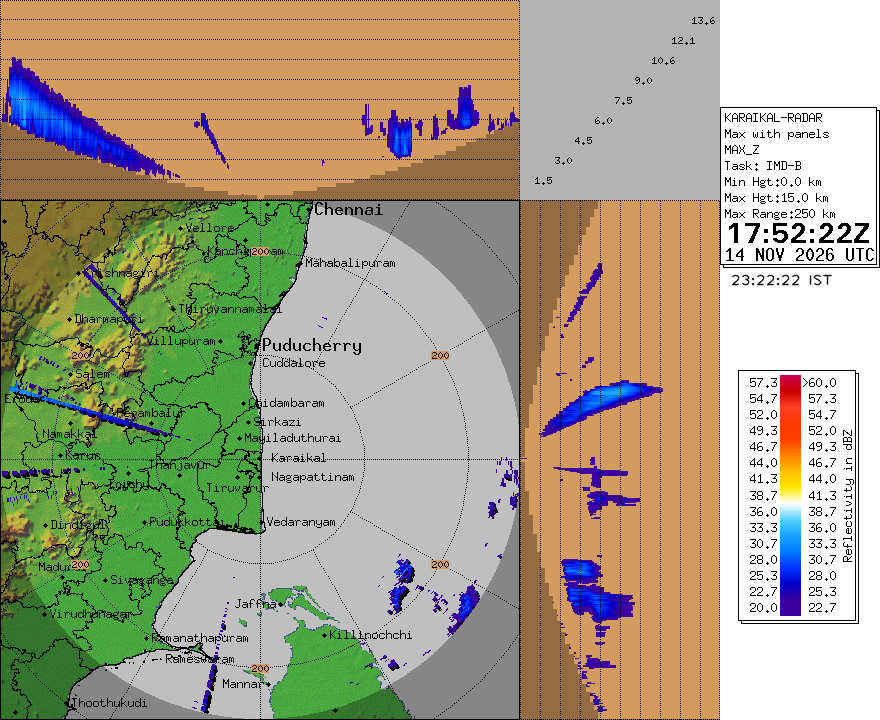 13.6
12.1
10.6
9.0
7.5
6.0
4.5
3.0
1.5
KARAIKAL-RADAR
Max with panels
MAX_Z
Task: IMD-B
Min Hgt:0.0 km
Max Hgt:15.0 km
Max Range:250 km
17:52:22Z
14 NOV 2026 UTC
23:22:22 IST
Chennai
Vellore
200
Mahabalipuram
Krishnagiri
Thiruvannamalai
Dharmapuri
Villupuram
Puducherry
200
200
Cuddalore
Salem
Erode
Chidambaram
Perambalur
Sirkazi
Namakkal
Mayiladuthurai
Karur
Karaikal
Thanjavur
Nagapattinam
Tiruvarur
Dindigul
Pudukkottai
Vedaranyam
200
200
Sivaganga
Jaffna
Virudhunagar
Ramanathapuram
Killinochchi
Rameswaram
200
Mannar
Thoothukudi
57.3 >60.0
54.7 57.3
52.0 54.7
49.3 52.0
46.7 49.3
44.0 46.7
41.3 44.0
38.7 41.3
36.0 38.7
33.3 36.0
30.7 33.3
28.0 30.7
25.3 28.0
22.7 25.3
20.0 22.7
Reflectivity in dBZ